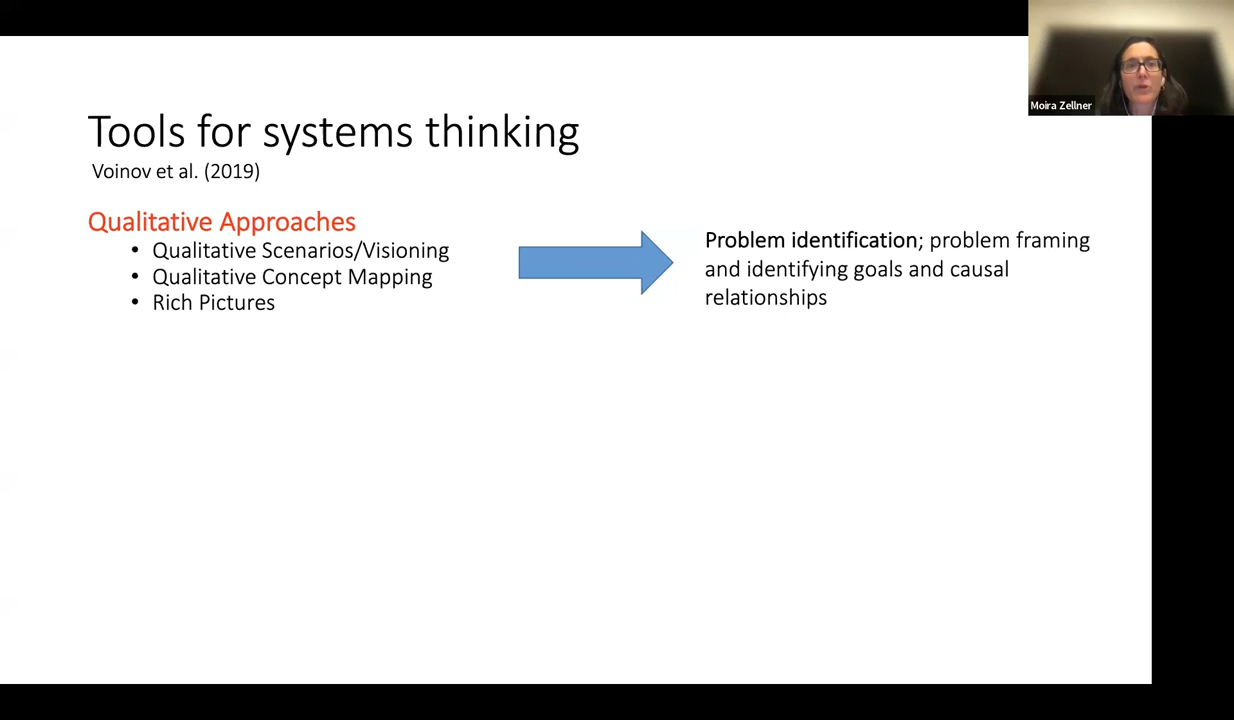 Tools for systems thinking
Voinov et al. (2019)
Qualitative Approaches
• Qualitative Scenarios/Visioning
• Qualitative Concept Mapping
• Rich Pictures
Problem identification; problem framing
and identifying goals and causal
relationships
Moira Zellner